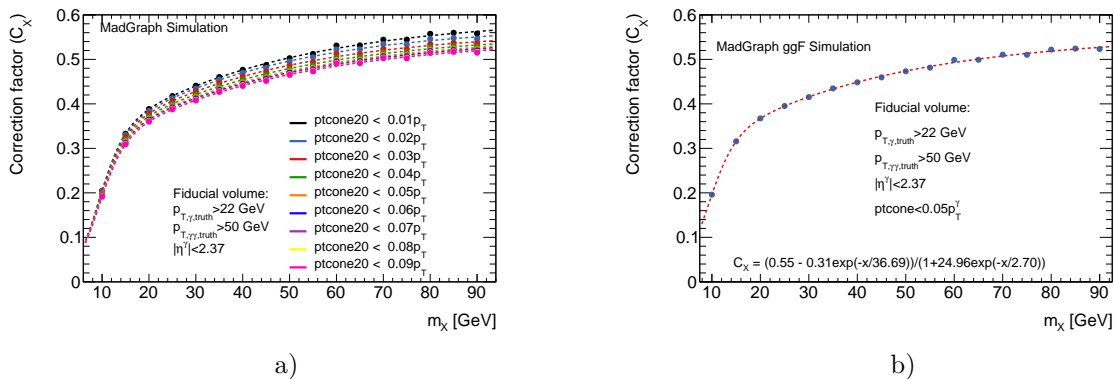 Correction factor (C_X)
0.6
0.5
0.4
0.3
0.2
0.1
0
MadGraph Simulation
ptcone20 < 0.01p_T
ptcone20 < 0.02p_T
ptcone20 < 0.03p_T
ptcone20 < 0.04p_T
ptcone20 < 0.05p_T
ptcone20 < 0.06p_T
ptcone20 < 0.07p_T
ptcone20 < 0.08p_T
ptcone20 < 0.09p_T
Fiducial volume:
p_T,γ,truth>22 GeV
p_T,γγ,truth>50 GeV
|η^γ|<2.37
10 20 30 40 50 60 70 80 90
m_X [GeV]
a)
Correction factor (C_X)
0.6
0.5
0.4
0.3
0.2
0.1
0
MadGraph ggF Simulation
Fiducial volume:
p_T,γ,truth>22 GeV
p_T,γγ,truth>50 GeV
|η^γ|<2.37
ptcone<0.05p_T^γ
C_X = (0.55 - 0.31exp(-x/36.69))/(1+24.96exp(-x/2.70))
10 20 30 40 50 60 70 80 90
m_X [GeV]
b)